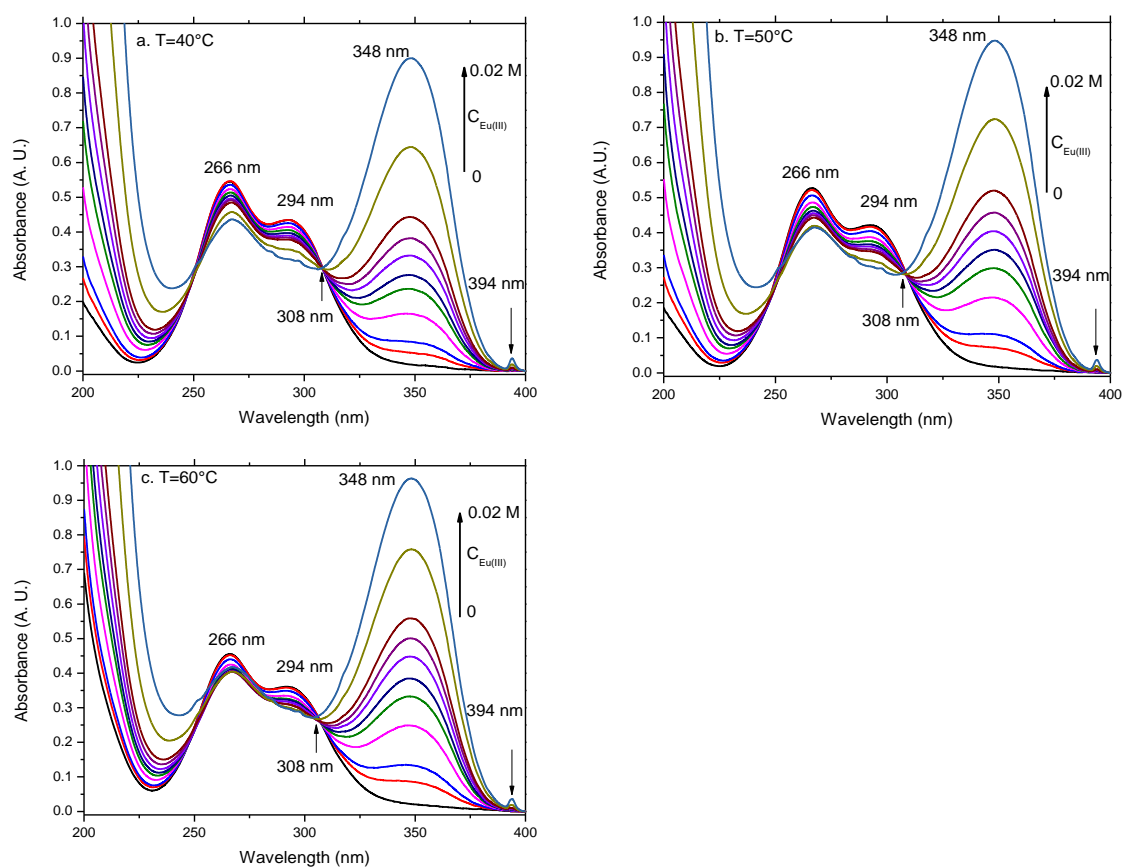 a. T=40°C
348 nm
0.02 M
C Eu(III)
0
266 nm
294 nm
394 nm
308 nm
1.0
0.9
0.8
0.7
0.6
0.5
0.4
0.3
0.2
0.1
0.0
Absorbance (A. U.)
200 250 300 350 400
Wavelength (nm)
b. T=50°C
348 nm
0.02 M
C Eu(III)
0
266 nm
294 nm
394 nm
308 nm
1.0
0.9
0.8
0.7
0.6
0.5
0.4
0.3
0.2
0.1
0.0
Absorbance (A.U.)
200 250 300 350 400
Wavelength (nm)
c. T=60°C
348 nm
0.02 M
C Eu(III)
0
266 nm
294 nm
394 nm
308 nm
1.0
0.9
0.8
0.7
0.6
0.5
0.4
0.3
0.2
0.1
0.0
Absorbance (A. U.)
200 250 300 350 400
Wavelength (nm)